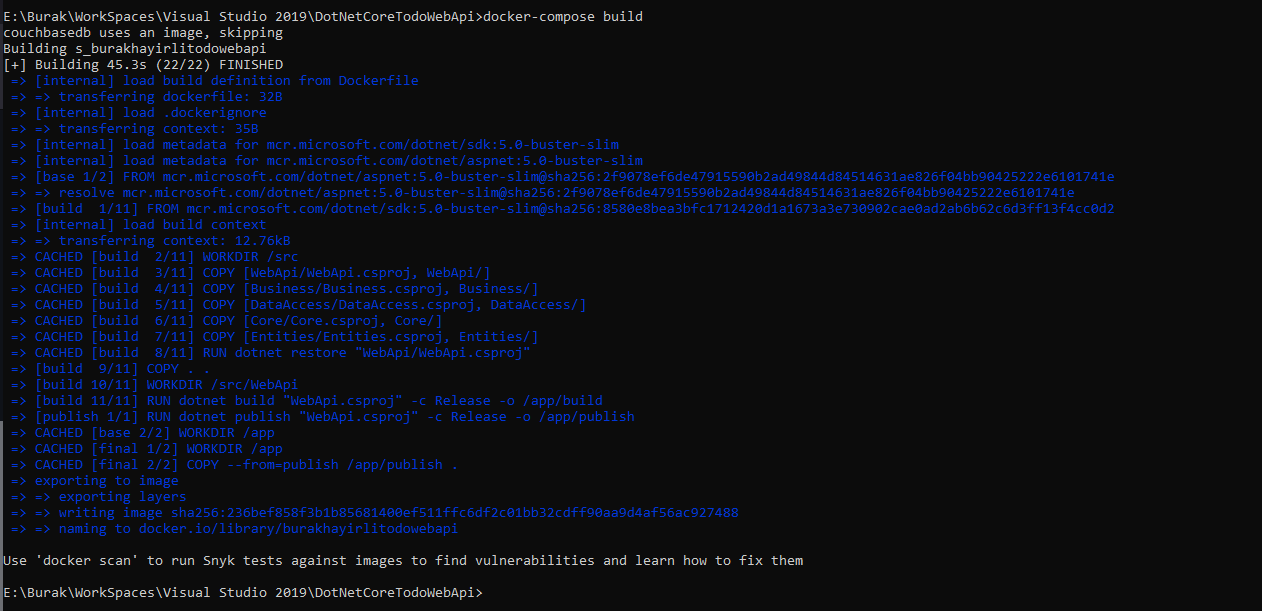 E:\Burak\WorkSpaces\Visual Studio 2019\DotNetCoreTodoWebApi>docker-compose build
couchbasedb uses an image, skipping
Building s_burakhayirlitodowebapi
[+] Building 45.3s (22/22) FINISHED
=> [internal] load build definition from Dockerfile
=> => transferring dockerfile: 32B
=> [internal] load .dockerignore
=> => transferring context: 35B
=> [internal] load metadata for mcr.microsoft.com/dotnet/sdk:5.0-buster-slim
=> [internal] load metadata for mcr.microsoft.com/dotnet/aspnet:5.0-buster-slim
=> [base 1/2] FROM mcr.microsoft.com/dotnet/aspnet:5.0-buster-slim@sha256:2f9078ef6de47915590b2ad49844d84514631ae826f04bb90425222e6101741e
=> => resolve mcr.microsoft.com/dotnet/aspnet:5.0-buster-slim@sha256:2f9078ef6de47915590b2ad49844d84514631ae826f04bb90425222e6101741e
=> [build  1/11] FROM mcr.microsoft.com/dotnet/sdk:5.0-buster-slim@sha256:8580e8bea3bfc1712420d1a1673a3e730902cae0ad2ab6b62c6d3ff13f4cc0d2
=> [internal] load build context
=> => transferring context: 12.76kB
=> CACHED [build  2/11] WORKDIR /src
=> CACHED [build  3/11] COPY [WebApi/WebApi.csproj, WebApi/]
=> CACHED [build  4/11] COPY [Business/Business.csproj, Business/]
=> CACHED [build  5/11] COPY [DataAccess/DataAccess.csproj, DataAccess/]
=> CACHED [build  6/11] COPY [Core/Core.csproj, Core/]
=> CACHED [build  7/11] COPY [Entities/Entities.csproj, Entities/]
=> CACHED [build  8/11] RUN dotnet restore "WebApi/WebApi.csproj"
=> [build  9/11] COPY . .
=> [build 10/11] WORKDIR /src/WebApi
=> [build 11/11] RUN dotnet build "WebApi.csproj" -c Release -o /app/build
=> [publish 1/1] RUN dotnet publish "WebApi.csproj" -c Release -o /app/publish
=> CACHED [base 2/2] WORKDIR /app
=> CACHED [final 1/2] WORKDIR /app
=> CACHED [final 2/2] COPY --from=publish /app/publish .
=> exporting to image
=> => exporting layers
=> => writing image sha256:236bef858f3b1b85681400ef511ffc6df2c01bb32cdff90aa9d4af56ac927488
=> => naming to docker.io/library/burakhayirlitodowebapi
Use 'docker scan' to run Snyk tests against images to find vulnerabilities and learn how to fix them
E:\Burak\WorkSpaces\Visual Studio 2019\DotNetCoreTodoWebApi>